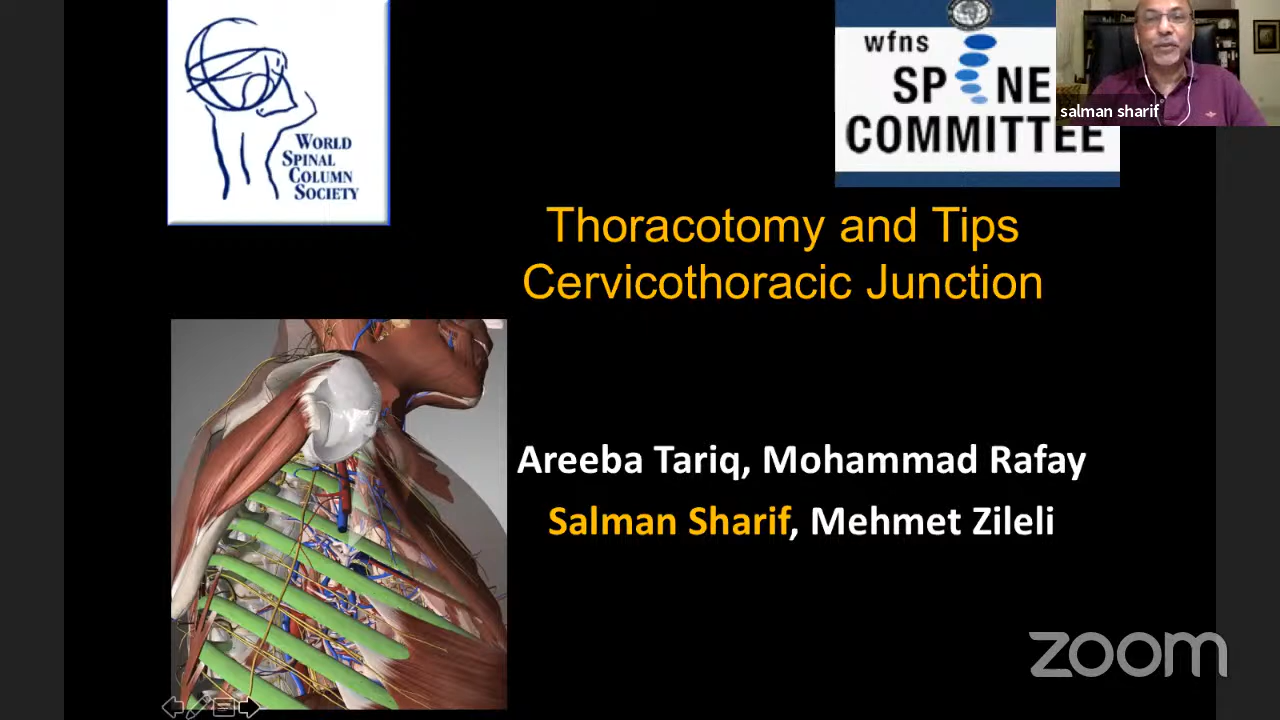 WORLD
SPINAL
COLUMN
SOCIETY
wfns
SPINE
COMMITTEE
salman sharif
Thoracotomy and Tips
Cervicothoracic Junction
Areeba Tariq, Mohammad Rafay
Salman Sharif, Mehmet Zileli
zoom